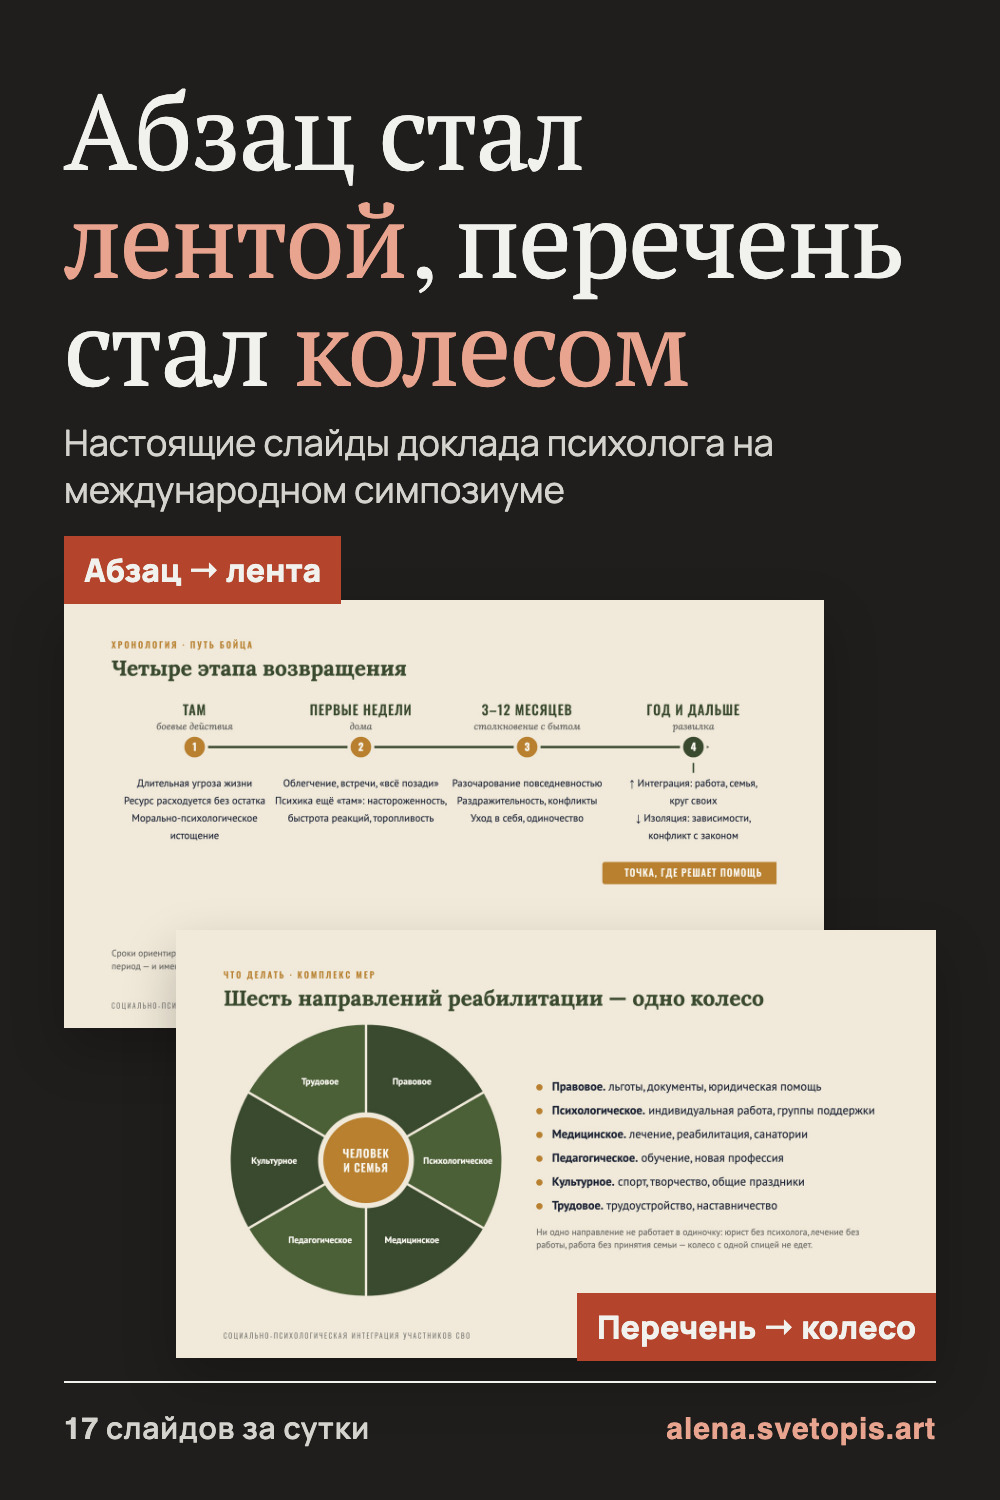 Абзац стал
лентой, перечень
стал колесом
Настоящие слайды доклада психолога на
международном симпозиуме
Абзац → лента
ХРОНОЛОГИЯ · ПУТЬ БОЙЦА
Четыре этапа возвращения
ТАМ
боевые действия
1
Длительная угроза жизни
Ресурс расходуется без остатка
Морально-психологическое
истощение
ПЕРВЫЕ НЕДЕЛИ
дома
2
Облегчение, встречи, «всё позади»
Психика ещё «там»: настороженность,
быстрота реакций, торопливость
3–12 МЕСЯЦЕВ
столкновение с бытом
3
Разочарование повседневностью
Раздражительность, конфликты
Уход в себя, одиночество
ГОД И ДАЛЬШЕ
развилка
4
↑ Интеграция: работа, семья,
круг своих
↓ Изоляция: зависимости,
конфликт с законом
ТОЧКА, ГДЕ РЕШАЕТ ПОМОЩЬ
Сроки
период — и
ЧТО ДЕЛАТЬ · КОМПЛЕКС МЕР
Шесть направлений реабилитации — одно колесо
Трудовое
Правовое
Культурное
ЧЕЛОВЕК
И СЕМЬЯ
Психологическое
Педагогическое
Медицинское
Правовое. льготы, документы, юридическая помощь
Психологическое. индивидуальная работа, группы поддержки
Медицинское. лечение, реабилитация, санатории
Педагогическое. обучение, новая профессия
Культурное. спорт, творчество, общие праздники
Трудовое. трудоустройство, наставничество
Ни одно направление не работает в одиночку: юрист без психолога, лечение без
работы, работа без принятия семьи — колесо с одной спицей не едет.
СОЦИАЛЬНО-ПСИХОЛОГИЧЕСКАЯ ИНТЕГРАЦИЯ УЧАСТНИКОВ СВО
Перечень → колесо
17 слайдов за сутки
alena.svetopis.art